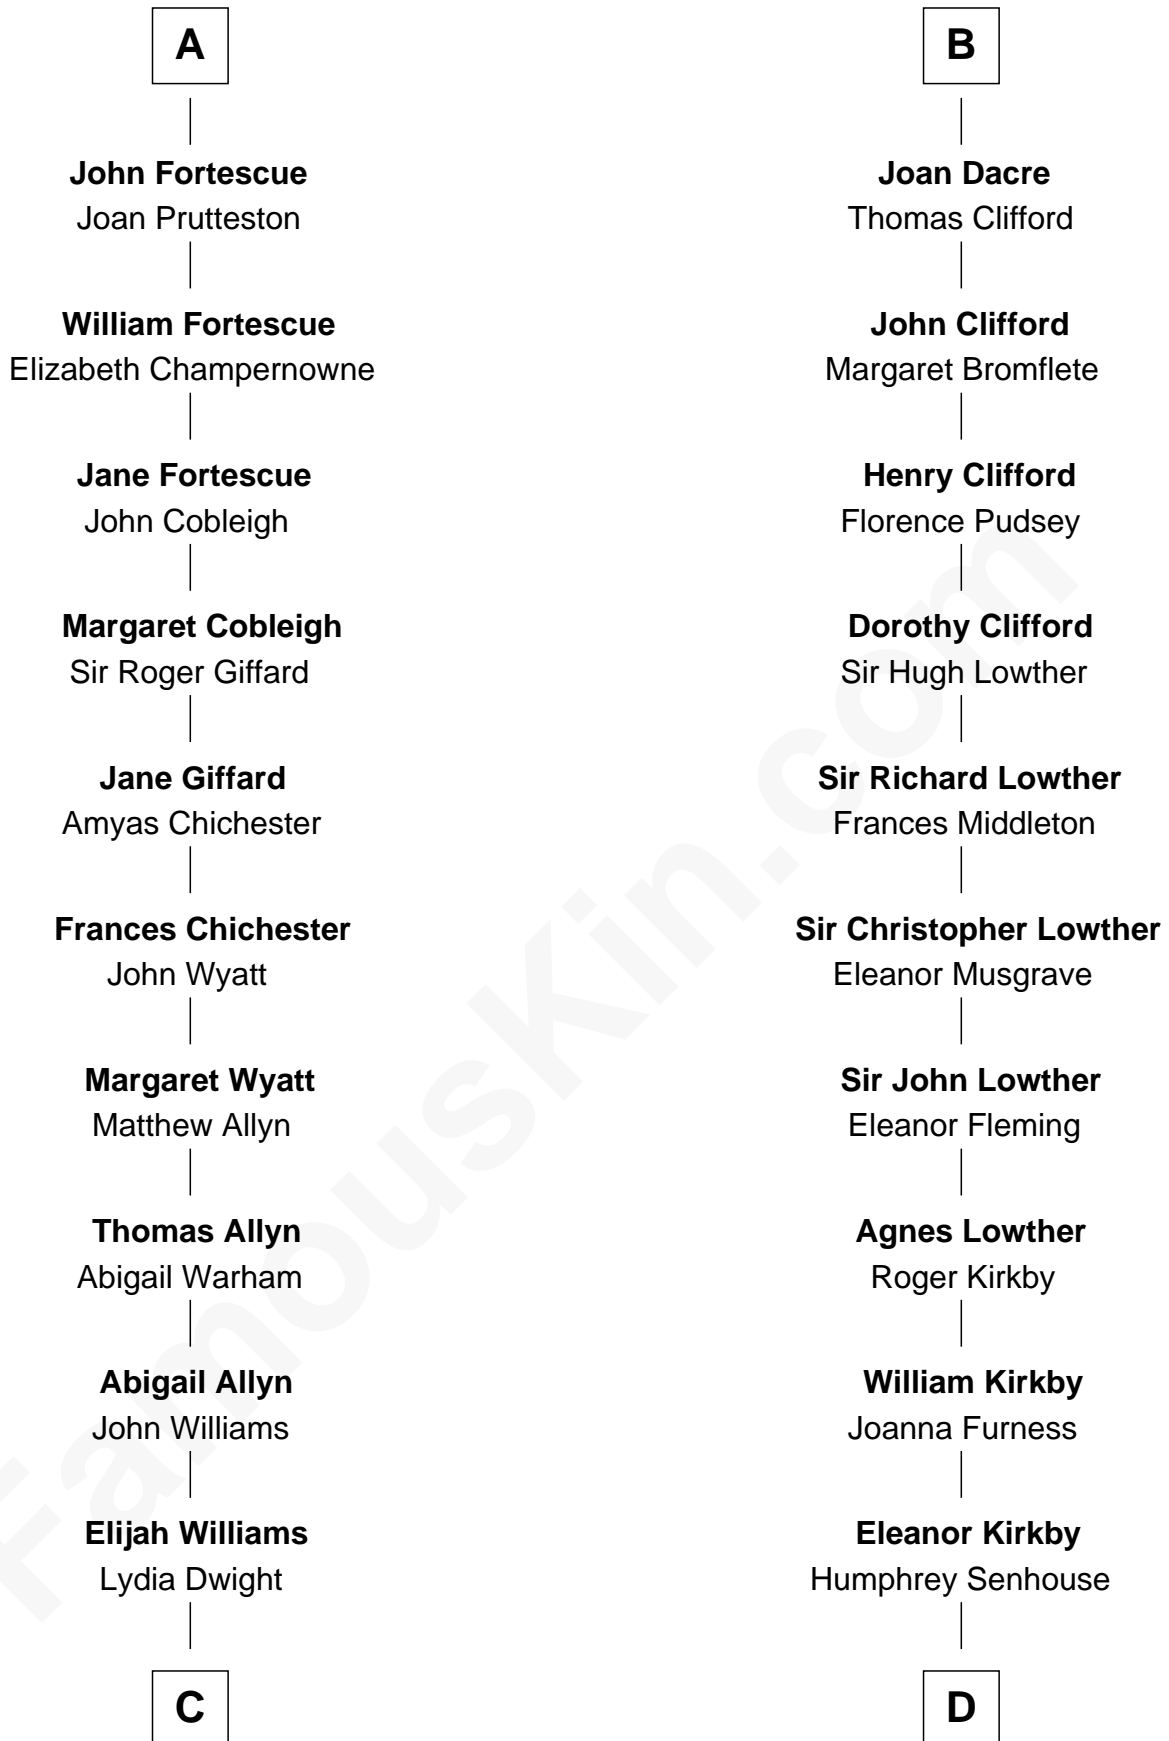 A
John Fortescue
Joan Prutteston
William Fortescue
Elizabeth Champernowne
Jane Fortescue
John Cobleigh
Margaret Cobleigh
Sir Roger Giffard
Jane Giffard
Amyas Chichester
Frances Chichester
John Wyatt
Margaret Wyatt
Matthew Allyn
Thomas Allyn
Abigail Warham
Abigail Allyn
John Williams
Elijah Williams
Lydia Dwight
C
B
Joan Dacre
Thomas Clifford
John Clifford
Margaret Bromflete
Henry Clifford
Florence Pudsey
Dorothy Clifford
Sir Hugh Lowther
Sir Richard Lowther
Frances Middleton
Sir Christopher Lowther
Eleanor Musgrave
Sir John Lowther
Eleanor Fleming
Agnes Lowther
Roger Kirkby
William Kirkby
Joanna Furness
Eleanor Kirkby
Humphrey Senhouse
D
FamousKin.com